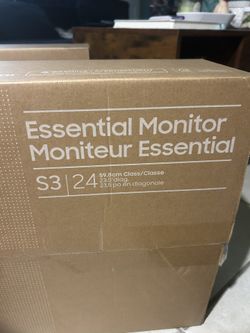 Essential Monitor
Moniteur Essential
S3 | 24
59,8cm Class/Classe
23.5"diag.
23,5 po en diagonale